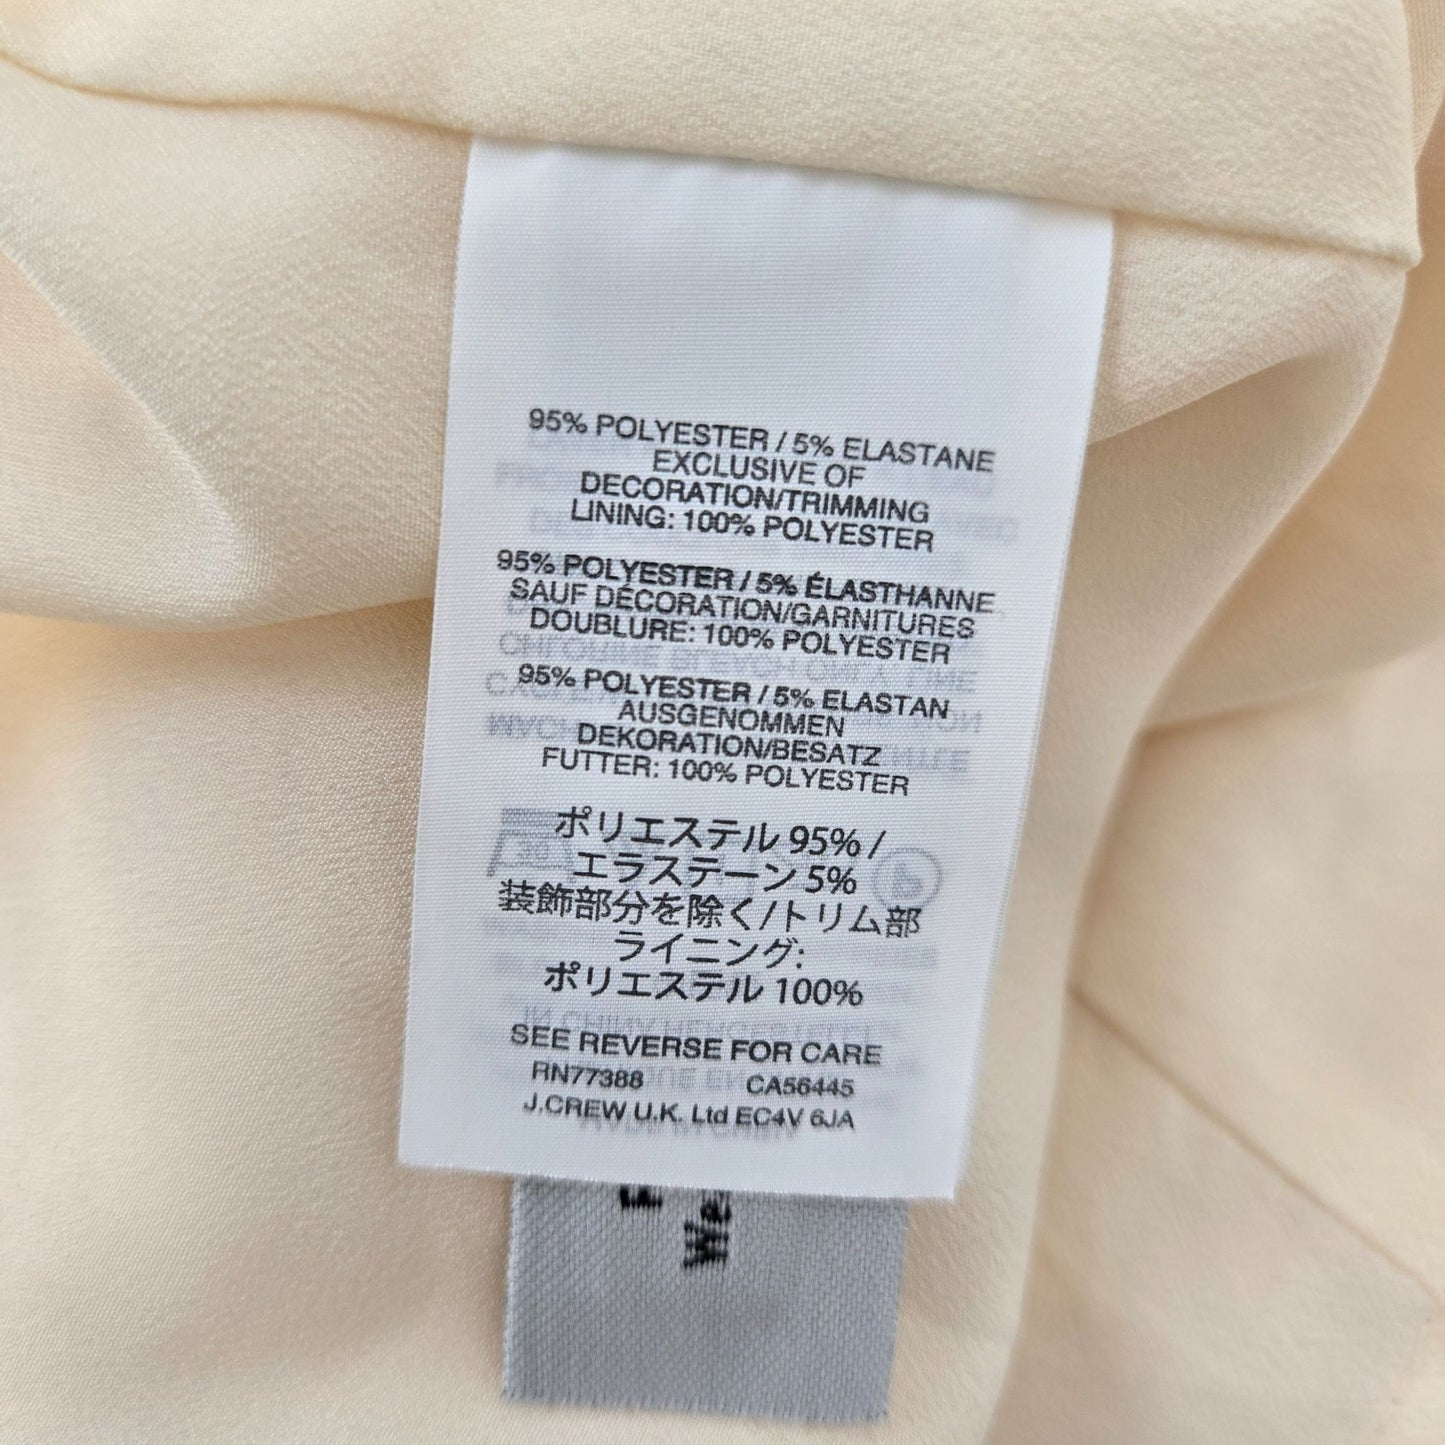 95% POLYESTER / 5% ELASTANE
EXCLUSIVE OF
DECORATION/TRIMMING
LINING: 100% POLYESTER
95% POLYESTER / 5% ÉLASTHANNE
SAUF DÉCORATION/GARNITURES
DOUBLURE: 100% POLYESTER
95% POLYESTER / 5% ELASTAN
AUSGENOMMEN
DEKORATION/BESATZ
FUTTER: 100% POLYESTER
ポリエステル 95% /
エラステーン 5%
装飾部分を除く/トリム部
ライニング:
ポリエステル 100%
SEE REVERSE FOR CARE
RN77388 CA56445
J.CREW U.K. Ltd EC4V 6JA